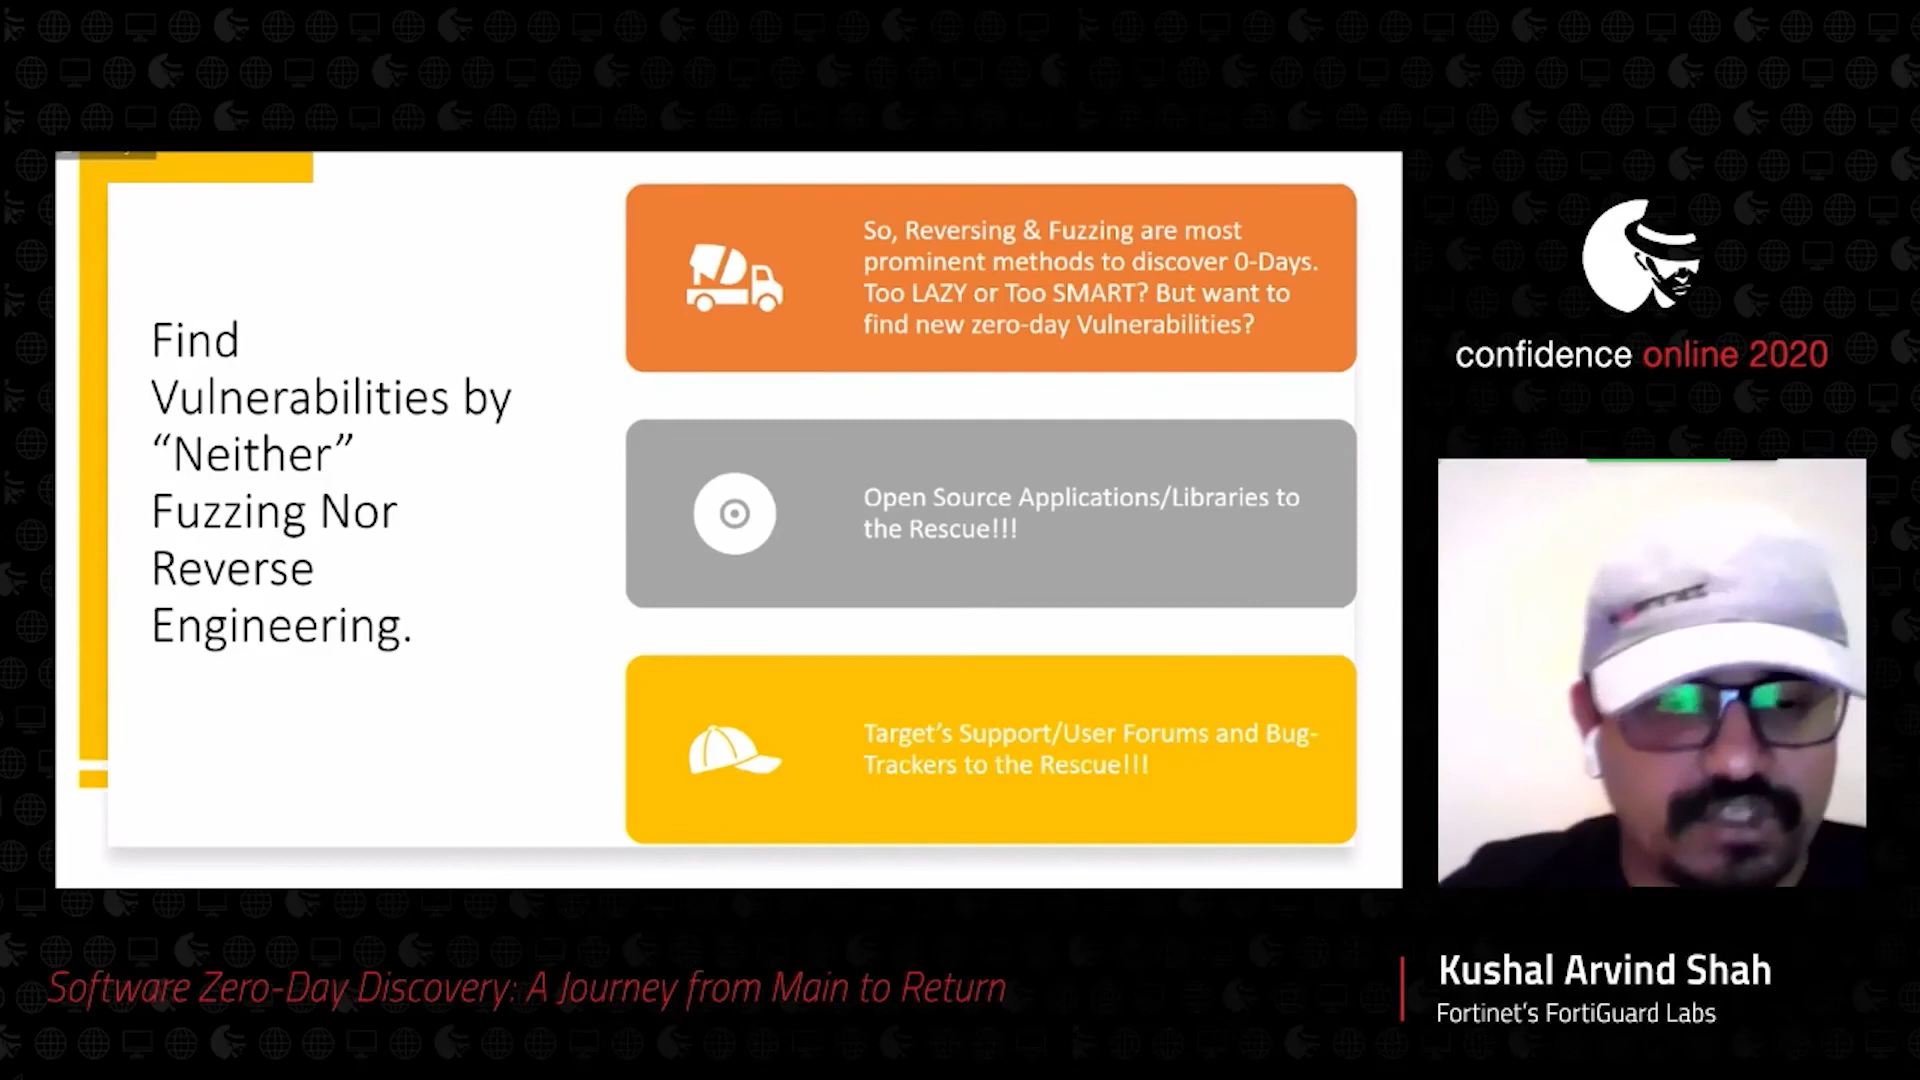 Find
Vulnerabilities by
“Neither”
Fuzzing Nor
Reverse
Engineering.
So, Reversing & Fuzzing are most
prominent methods to discover 0-Days.
Too LAZY or Too SMART? But want to
find new zero-day Vulnerabilities?
Open Source Applications/Libraries to
the Rescue!!!
Target’s Support/User Forums and Bug-
Trackers to the Rescue!!!
confidence online 2020
Software Zero-Day Discovery: A Journey from Main to Return
Kushal Arvind Shah
Fortinet's FortiGuard Labs